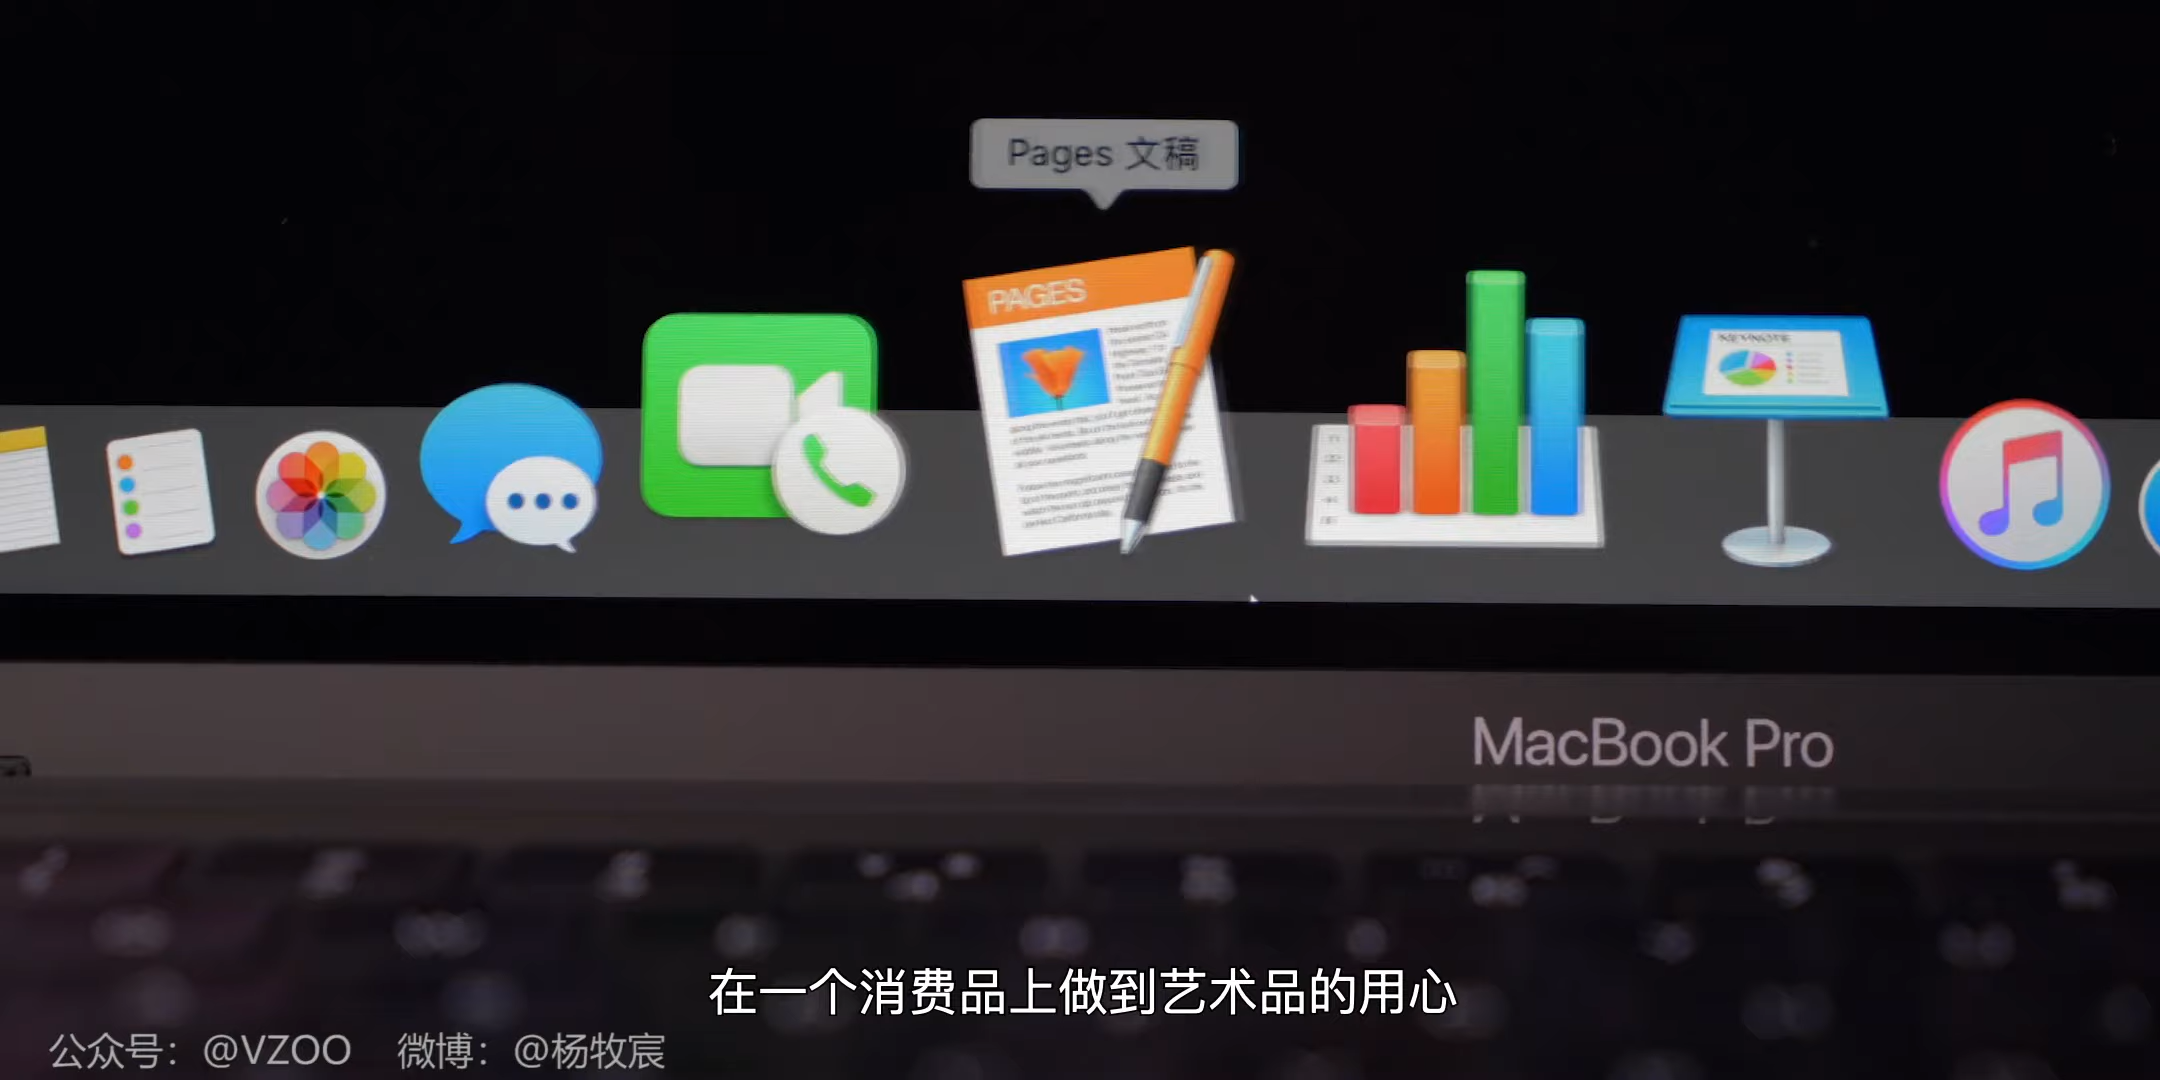 Pages 文稿
PAGES
KEYNOTE
MacBook Pro
在一个消费品上做到艺术品的用心
公众号：@VZOO 微博：@杨牧宸